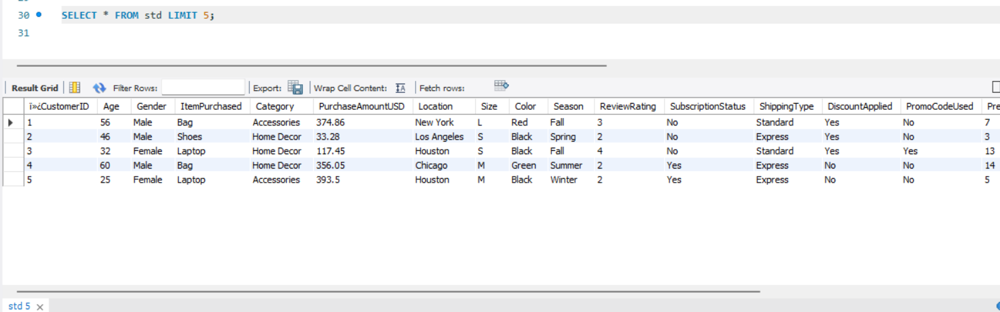 30 SELECT * FROM std LIMIT 5;
31
Result Grid Filter Rows: Export: Wrap Cell Content: Fetch rows:
ï»¿CustomerID Age Gender ItemPurchased Category PurchaseAmountUSD Location Size Color Season ReviewRating SubscriptionStatus ShippingType DiscountApplied PromoCodeUsed Pre
1 56 Male Bag Accessories 374.86 New York L Red Fall 3 No Standard Yes No 7
2 46 Male Shoes Home Decor 33.28 Los Angeles S Black Spring 2 No Express Yes No 3
3 32 Female Laptop Home Decor 117.45 Houston S Black Fall 4 No Standard Yes Yes 13
4 60 Male Bag Home Decor 356.05 Chicago M Green Summer 2 Yes Express No No 14
5 25 Female Laptop Accessories 393.5 Houston M Black Winter 2 Yes Express No No 5
std 5